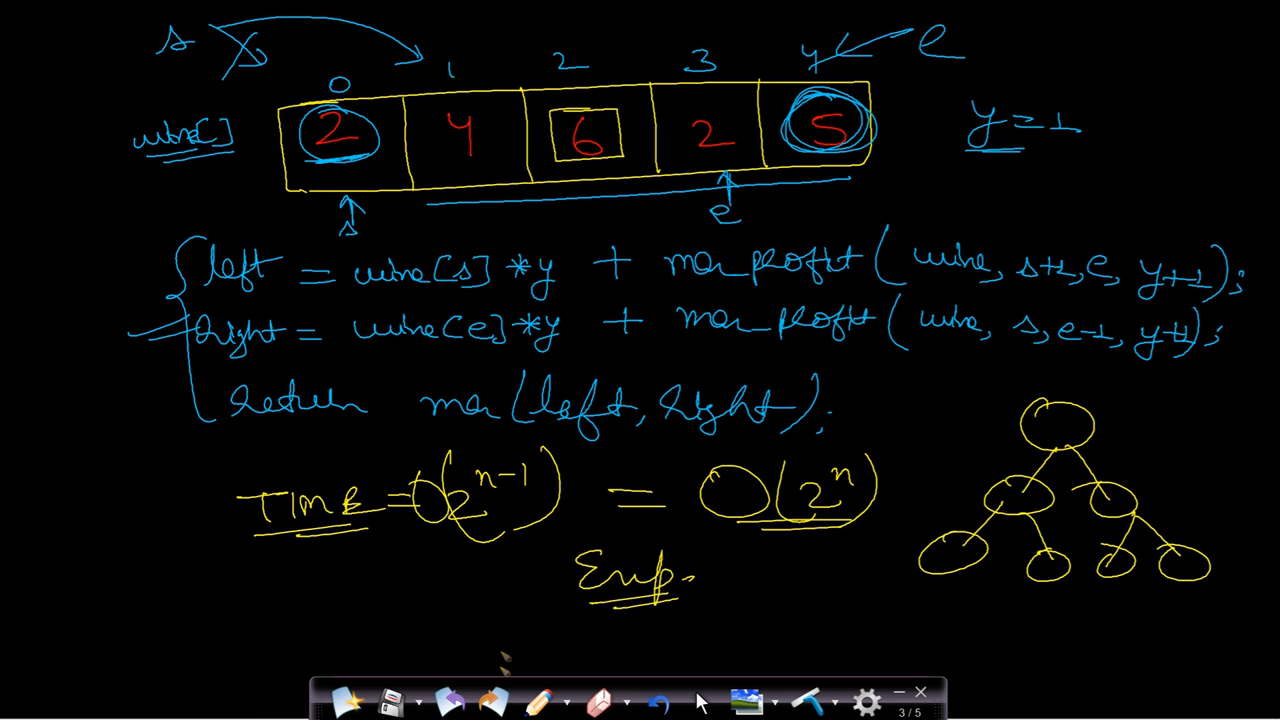 s s e
0 1 2 3 4
wine[] 2 4 6 2 5 y=1
s e
left = wine[s]*y + max_profit(wine, s+1, e, y+1);
right = wine[e]*y + max_profit(wine, s, e-1, y+1);
return max(left, right);
TIME = O(2^n-1) = O(2^n)
Exp.
3/5